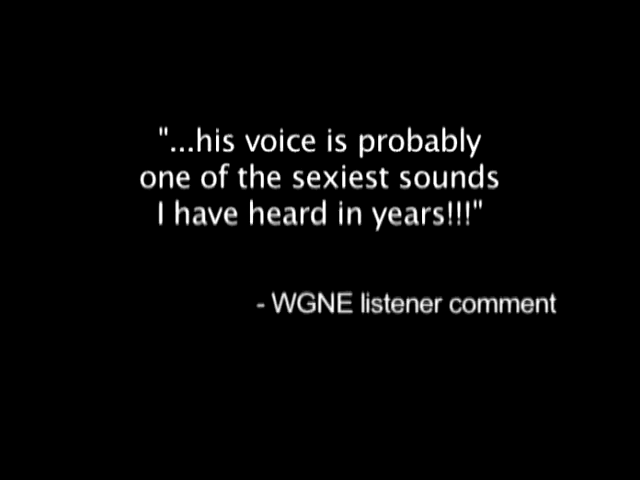 "...his voice is probably
one of the sexiest sounds
I have heard in years!!!"
- WGNE listener comment